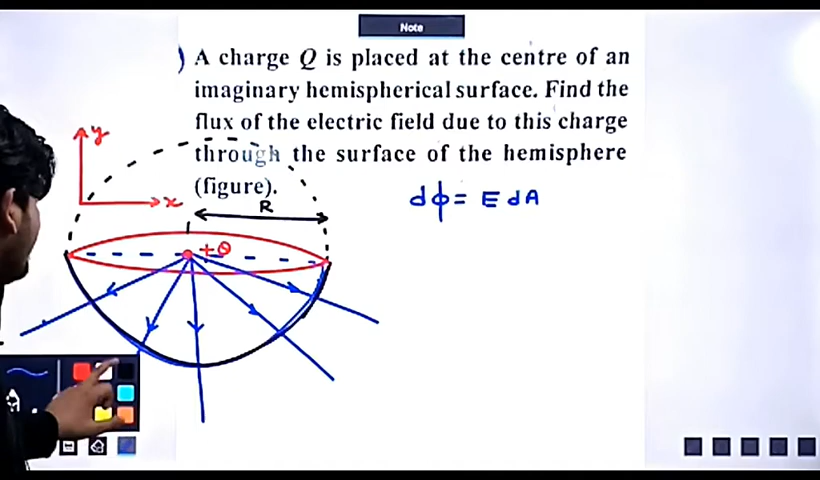 Note
) A charge Q is placed at the centre of an
imaginary hemispherical surface. Find the
flux of the electric field due to this charge
through the surface of the hemisphere
(figure).
y
x
R
dϕ = E dA
+Q